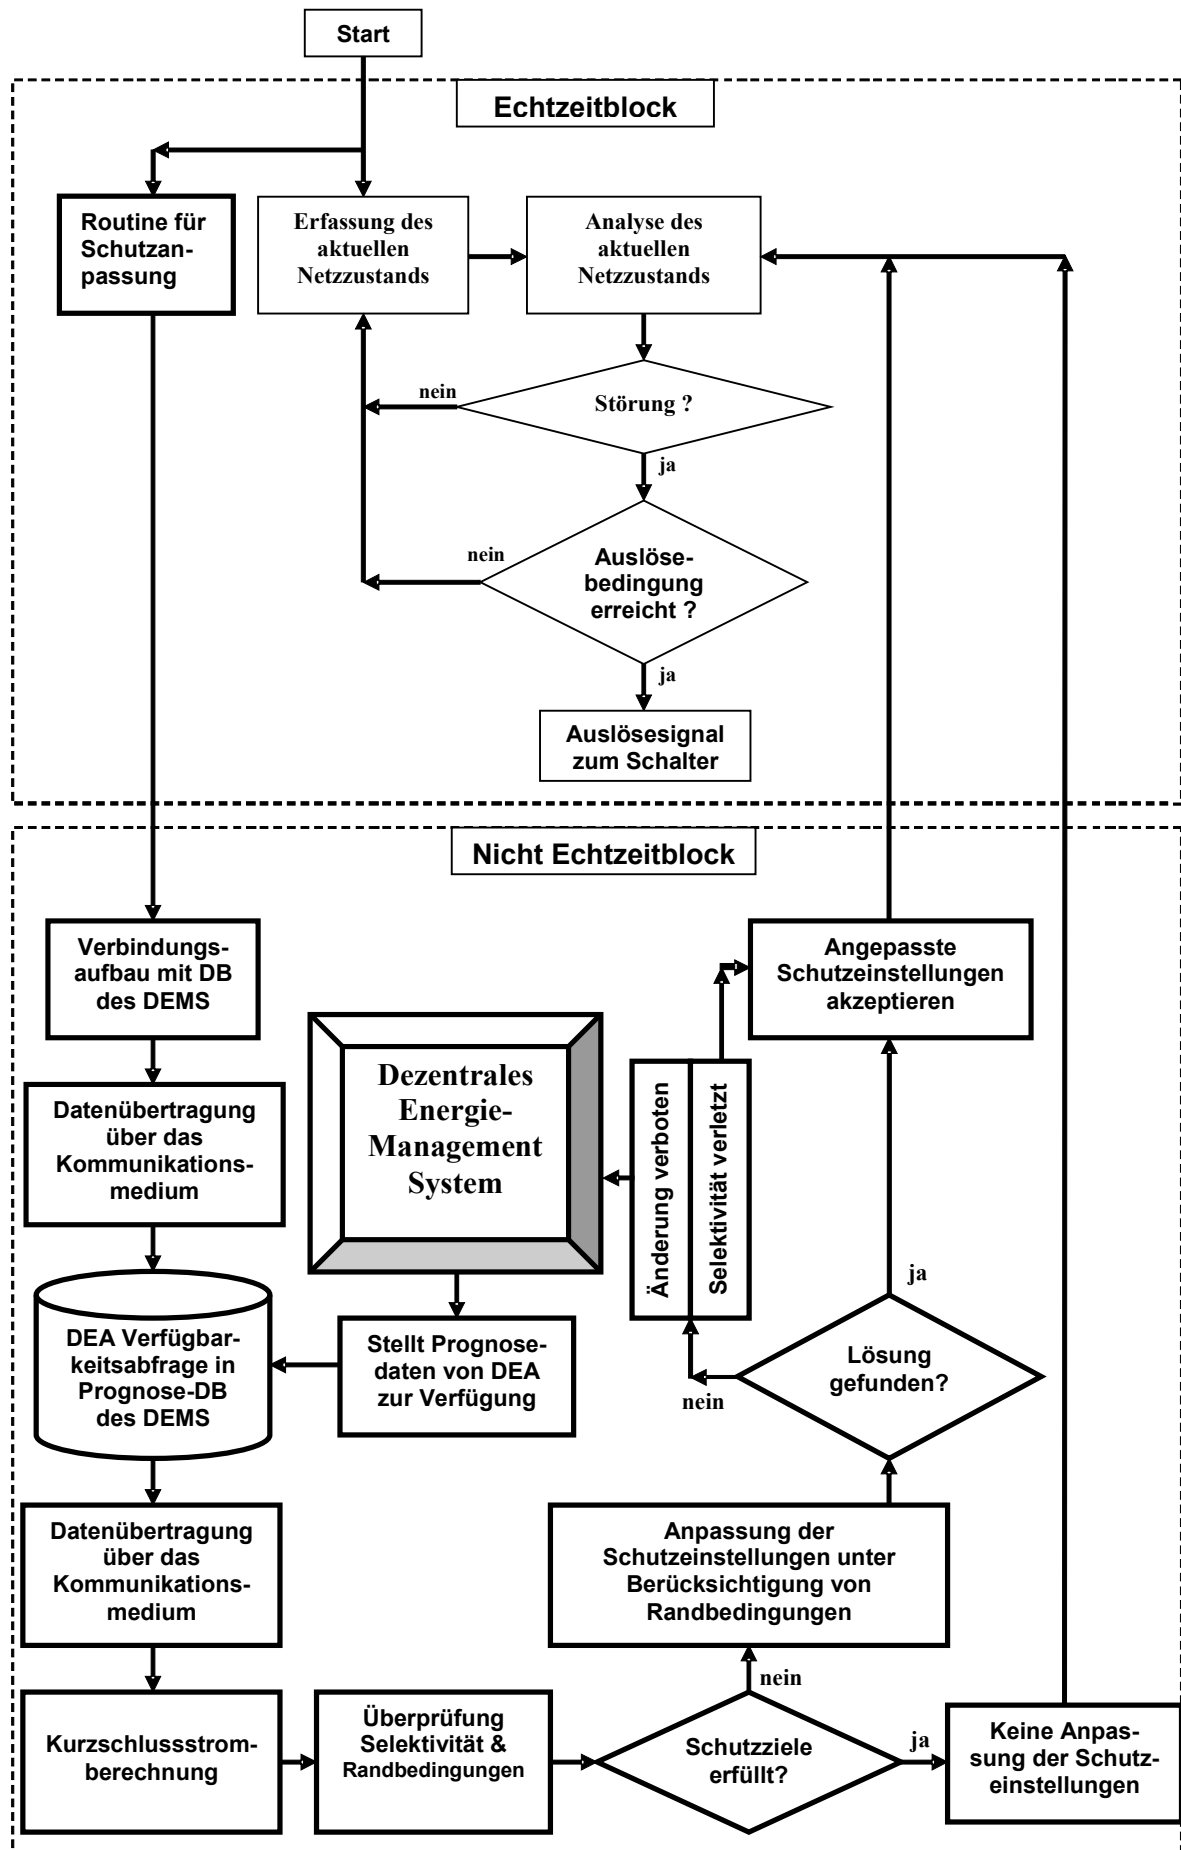 Start
Echtzeitblock
Routine für
Schutzan-
passung
Erfassung des
aktuellen
Netzzustands
Analyse des
aktuellen
Netzzustands
nein
Störung ?
ja
nein
Auslöse-
bedingung
erreicht ?
ja
Auslösesignal
zum Schalter
Nicht Echtzeitblock
Verbindungs-
aufbau mit DB
des DEMS
Angepasste
Schutzeinstellungen
akzeptieren
Datenübertragung
über das
Kommunikations-
medium
Dezentrales
Energie-
Management
System
Änderung verboten
Selektivität verletzt
ja
DEA Verfügbar-
keitsabfrage in
Prognose-DB
des DEMS
Stellt Prognose-
daten von DEA
zur Verfügung
Lösung
gefunden?
nein
Datenübertragung
über das
Kommunikations-
medium
Anpassung der
Schutzeinstellungen unter
Berücksichtigung von
Randbedingungen
nein
Kurzschlussstrom-
berechnung
Überprüfung
Selektivität &
Randbedingungen
Schutzziele
erfüllt?
ja
Keine Anpas-
sung der Schutz-
einstellungen